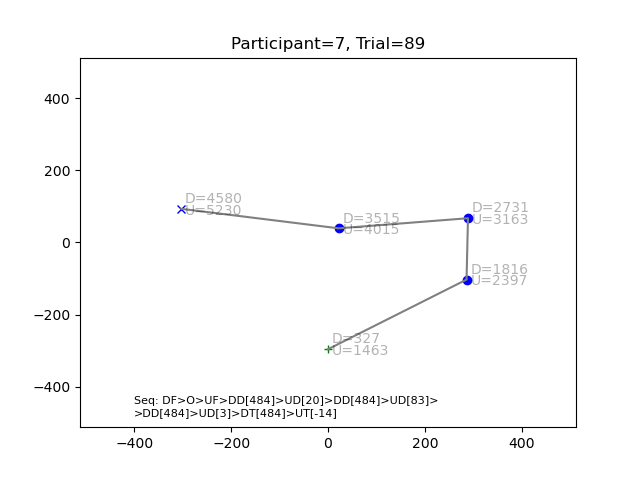 Participant=7, Trial=89
400
200
0
−200
−400
D=4580
U=5230
D=3515
U=4015
D=2731
U=3163
D=1816
U=2397
D=327
U=1463
Seq: DF>O>UF>DD[484]>UD[20]>DD[484]>UD[83]>
>DD[484]>UD[3]>DT[484]>UT[-14]
−400 −200 0 200 400